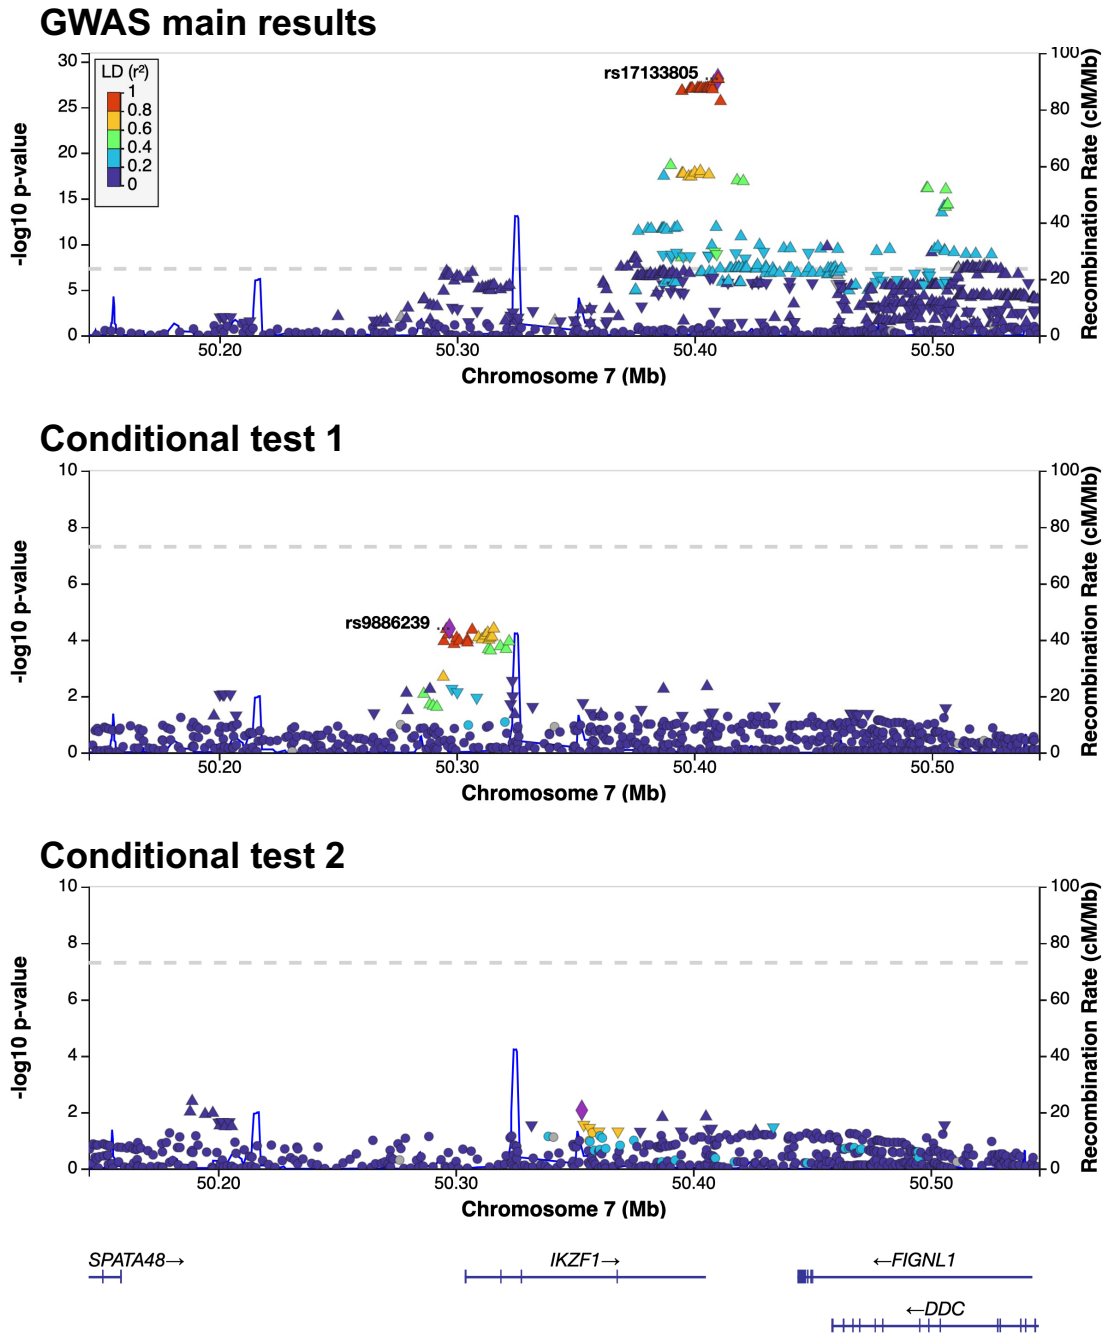 GWAS main results
LD (r²)
1
0.8
0.6
0.4
0.2
0
rs17133805
30
25
20
15
10
5
0
-log10 p-value
100
80
60
40
20
0
Recombination Rate (cM/Mb)
50.20 50.30 50.40 50.50
Chromosome 7 (Mb)
Conditional test 1
rs9886239
10
8
6
4
2
0
-log10 p-value
100
80
60
40
20
0
Recombination Rate (cM/Mb)
50.20 50.30 50.40 50.50
Chromosome 7 (Mb)
Conditional test 2
10
8
6
4
2
0
-log10 p-value
100
80
60
40
20
0
Recombination Rate (cM/Mb)
50.20 50.30 50.40 50.50
Chromosome 7 (Mb)
SPATA48→ IKZF1→ ←FIGNL1
←DDC